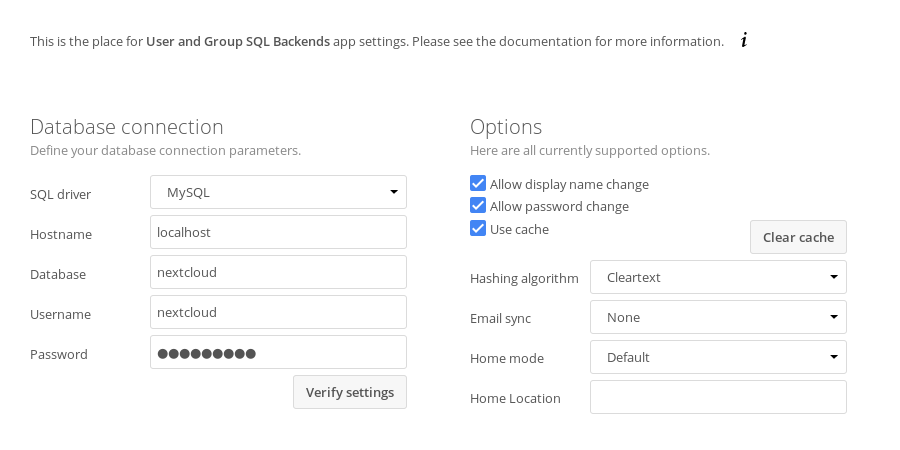 This is the place for User and Group SQL Backends app settings. Please see the documentation for more information. i
Database connection
Define your database connection parameters.
SQL driver MySQL
Hostname localhost
Database nextcloud
Username nextcloud
Password ●●●●●●●●●
Verify settings
Options
Here are all currently supported options.
Allow display name change
Allow password change
Use cache
Clear cache
Hashing algorithm Cleartext
Email sync None
Home mode Default
Home Location